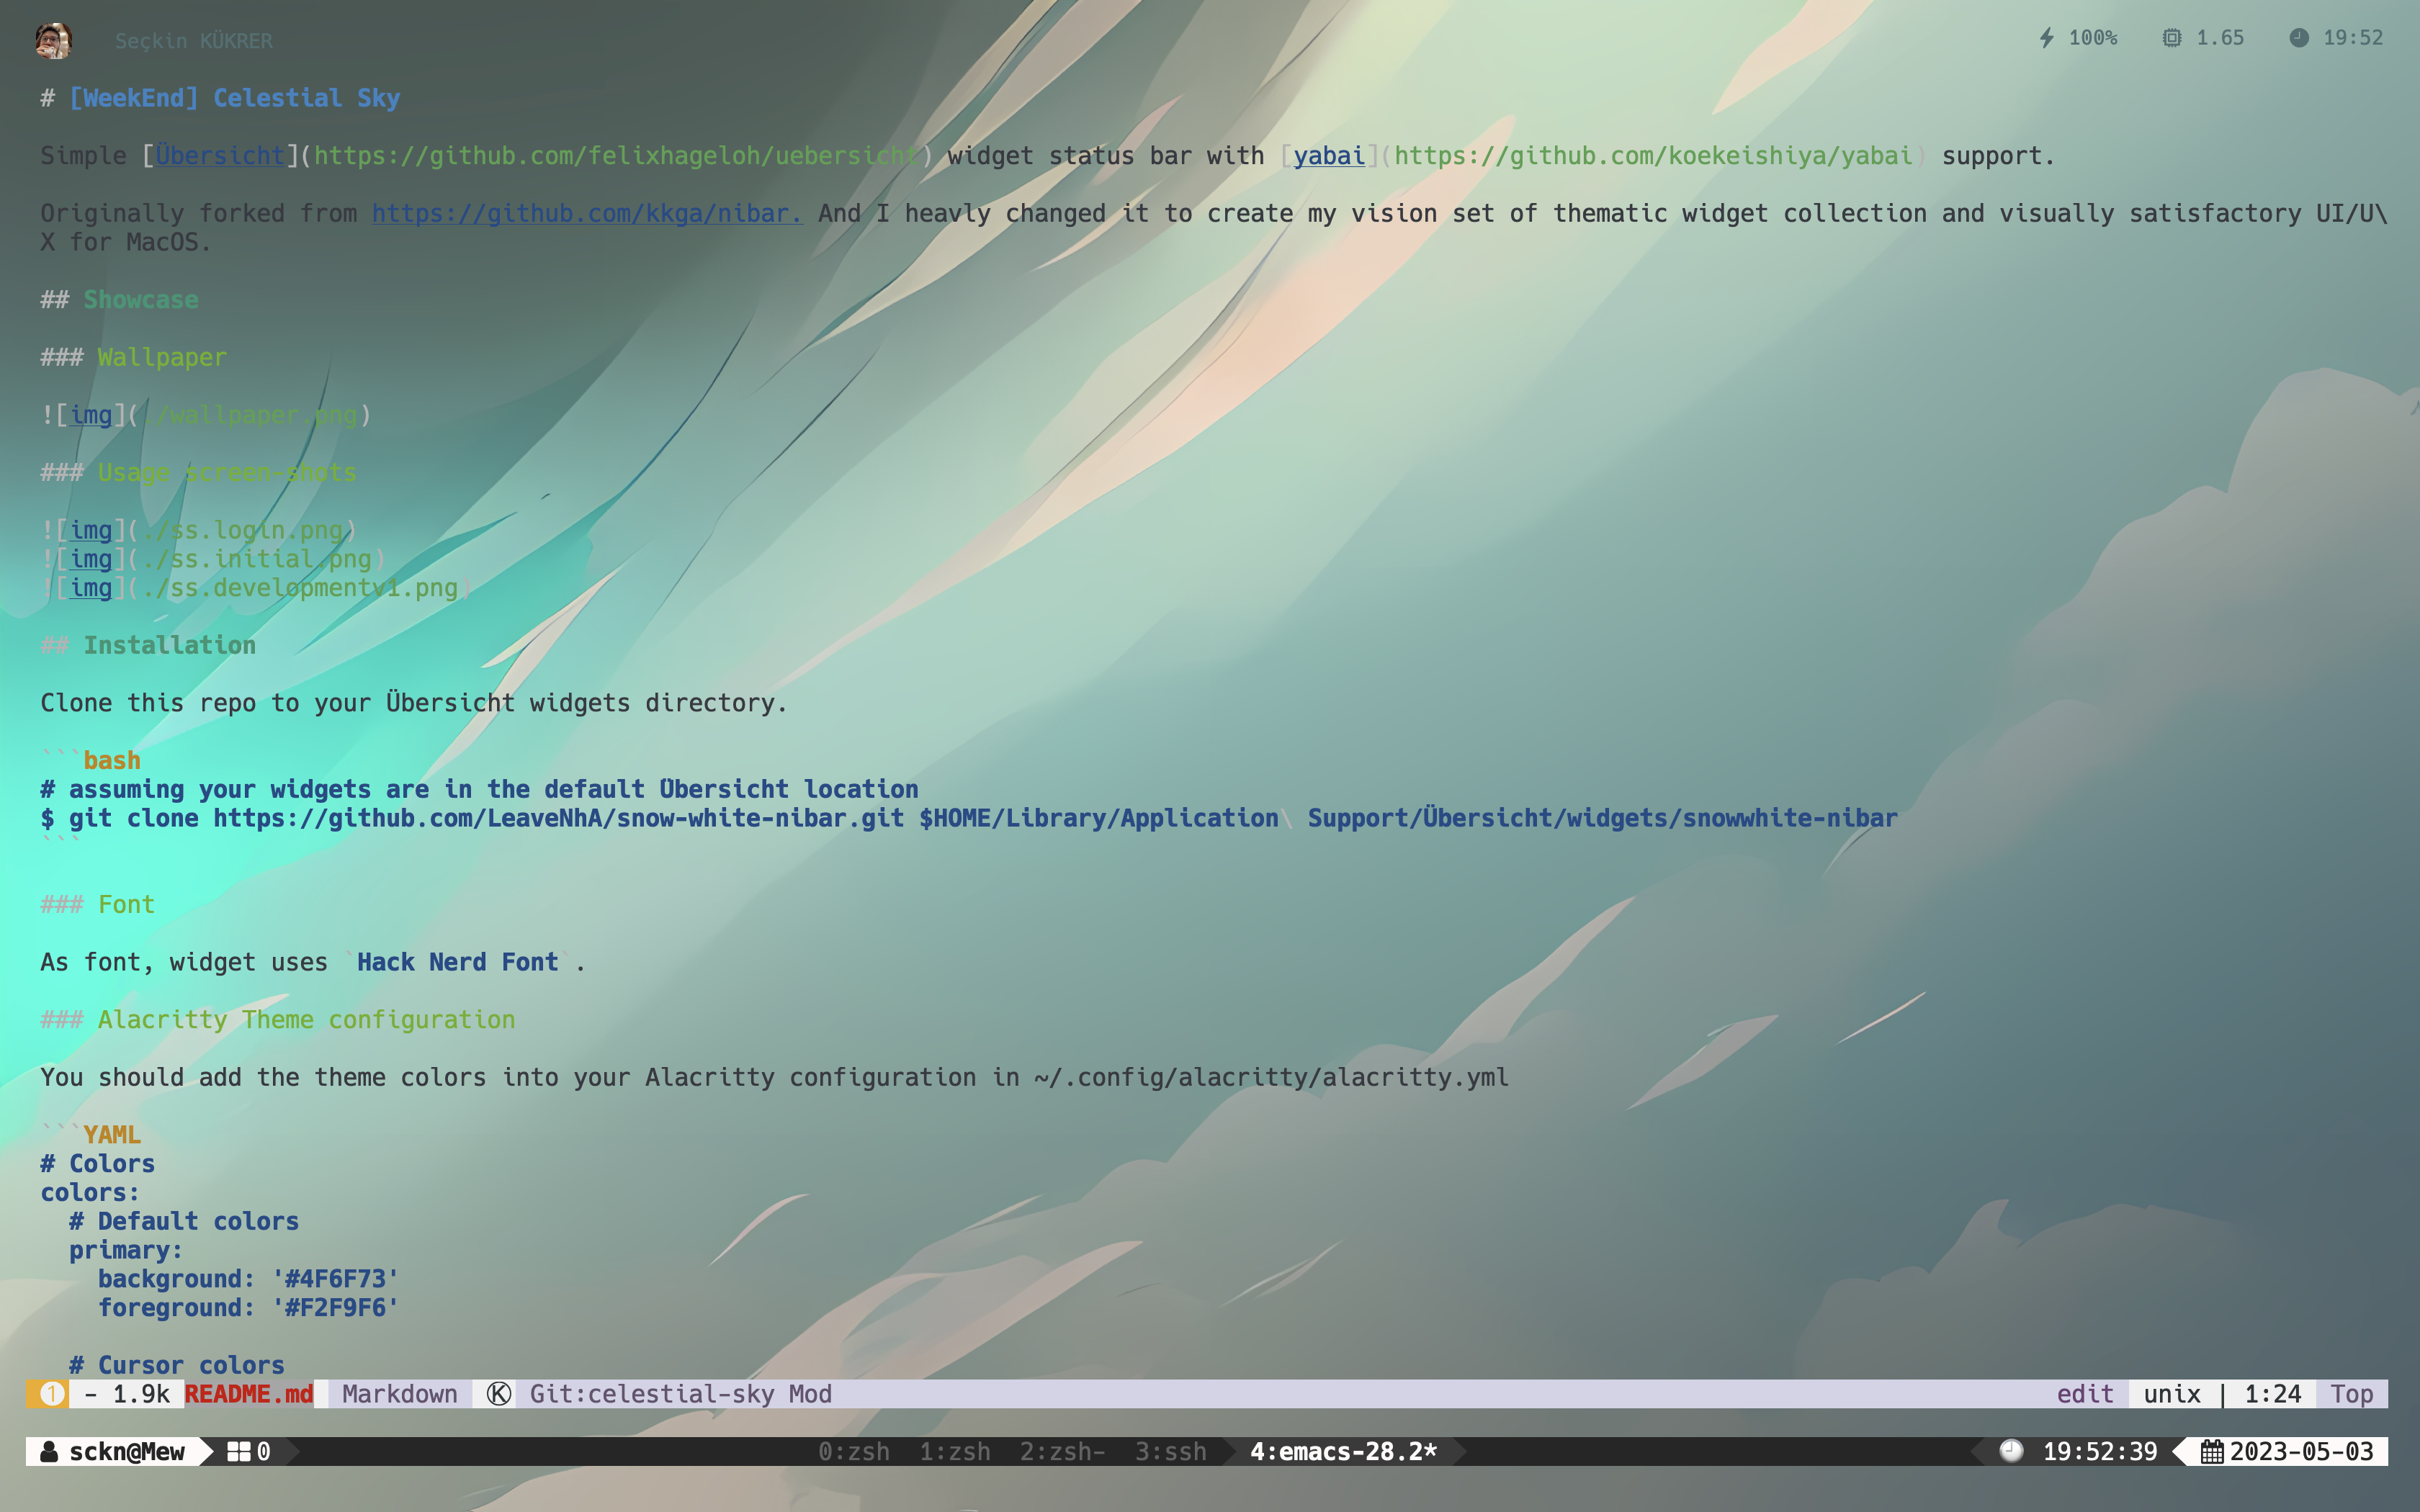 Seçkin KÜKRER
100% 1.65 19:52
# [WeekEnd] Celestial Sky
Simple [Übersicht](https://github.com/felixhageloh/uebersicht) widget status bar with [yabai](https://github.com/koekeishiya/yabai) support.
Originally forked from https://github.com/kkga/nibar. And I heavly changed it to create my vision set of thematic widget collection and visually satisfactory UI/U\
X for MacOS.
## Showcase
### Wallpaper
![img](./wallpaper.png)
### Usage screen-shots
![img](./ss.login.png)
![img](./ss.initial.png)
![img](./ss.developmentv1.png)
## Installation
Clone this repo to your Übersicht widgets directory.
```bash
# assuming your widgets are in the default Übersicht location
$ git clone https://github.com/LeaveNhA/snow-white-nibar.git $HOME/Library/Application\ Support/Übersicht/widgets/snowwhite-nibar
```
### Font
As font, widget uses `Hack Nerd Font`.
### Alacritty Theme configuration
You should add the theme colors into your Alacritty configuration in ~/.config/alacritty/alacritty.yml
```YAML
# Colors
colors:
  # Default colors
  primary:
    background: '#4F6F73'
    foreground: '#F2F9F6'
  # Cursor colors
1 - 1.9k README.md Markdown K Git:celestial-sky Mod edit unix | 1:24 Top
sckn@Mew 0 0:zsh 1:zsh 2:zsh- 3:ssh 4:emacs-28.2* 19:52:39 2023-05-03